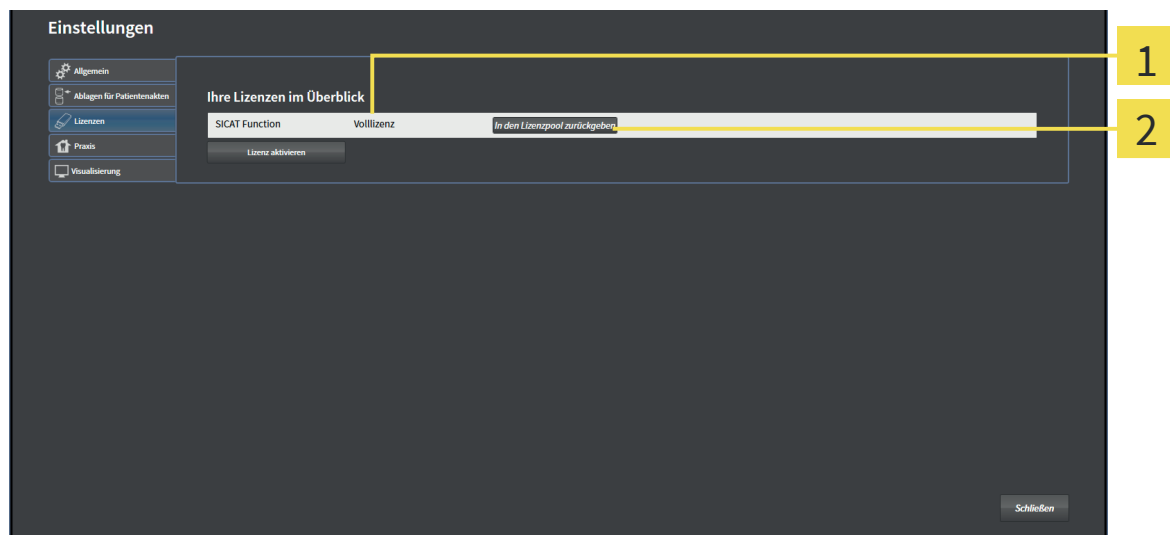 Einstellungen
Allgemein
Ablagen für Patientenakten
Lizenzen
Praxis
Visualisierung
Ihre Lizenzen im Überblick
SICAT Function Volllizenz In den Lizenzpool zurückgeben
Lizenz aktivieren
Schließen
1
2